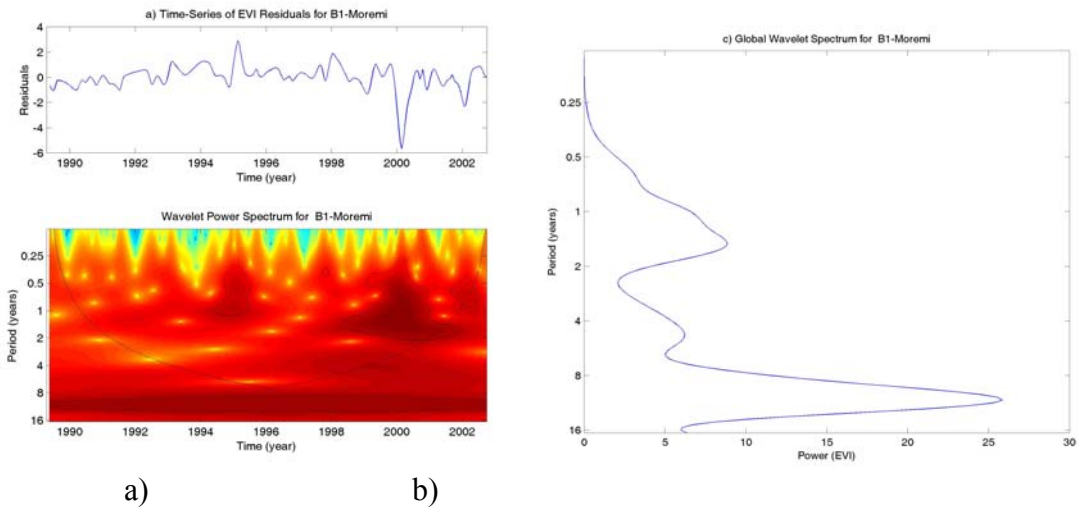 a) Time-Series of EVI Residuals for B1-Moremi
4
2
0
-2
-4
-6
Residuals
1990 1992 1994 1996 1998 2000 2002
Time (year)
Wavelet Power Spectrum for B1-Moremi
0.25
0.5
1
2
4
8
16
Period (years)
1990 1992 1994 1996 1998 2000 2002
Time (year)
c) Global Wavelet Spectrum for B1-Moremi
0.25
0.5
1
2
4
8
16
Period (years)
0 5 10 15 20 25 30
Power (EVI)
a) b)